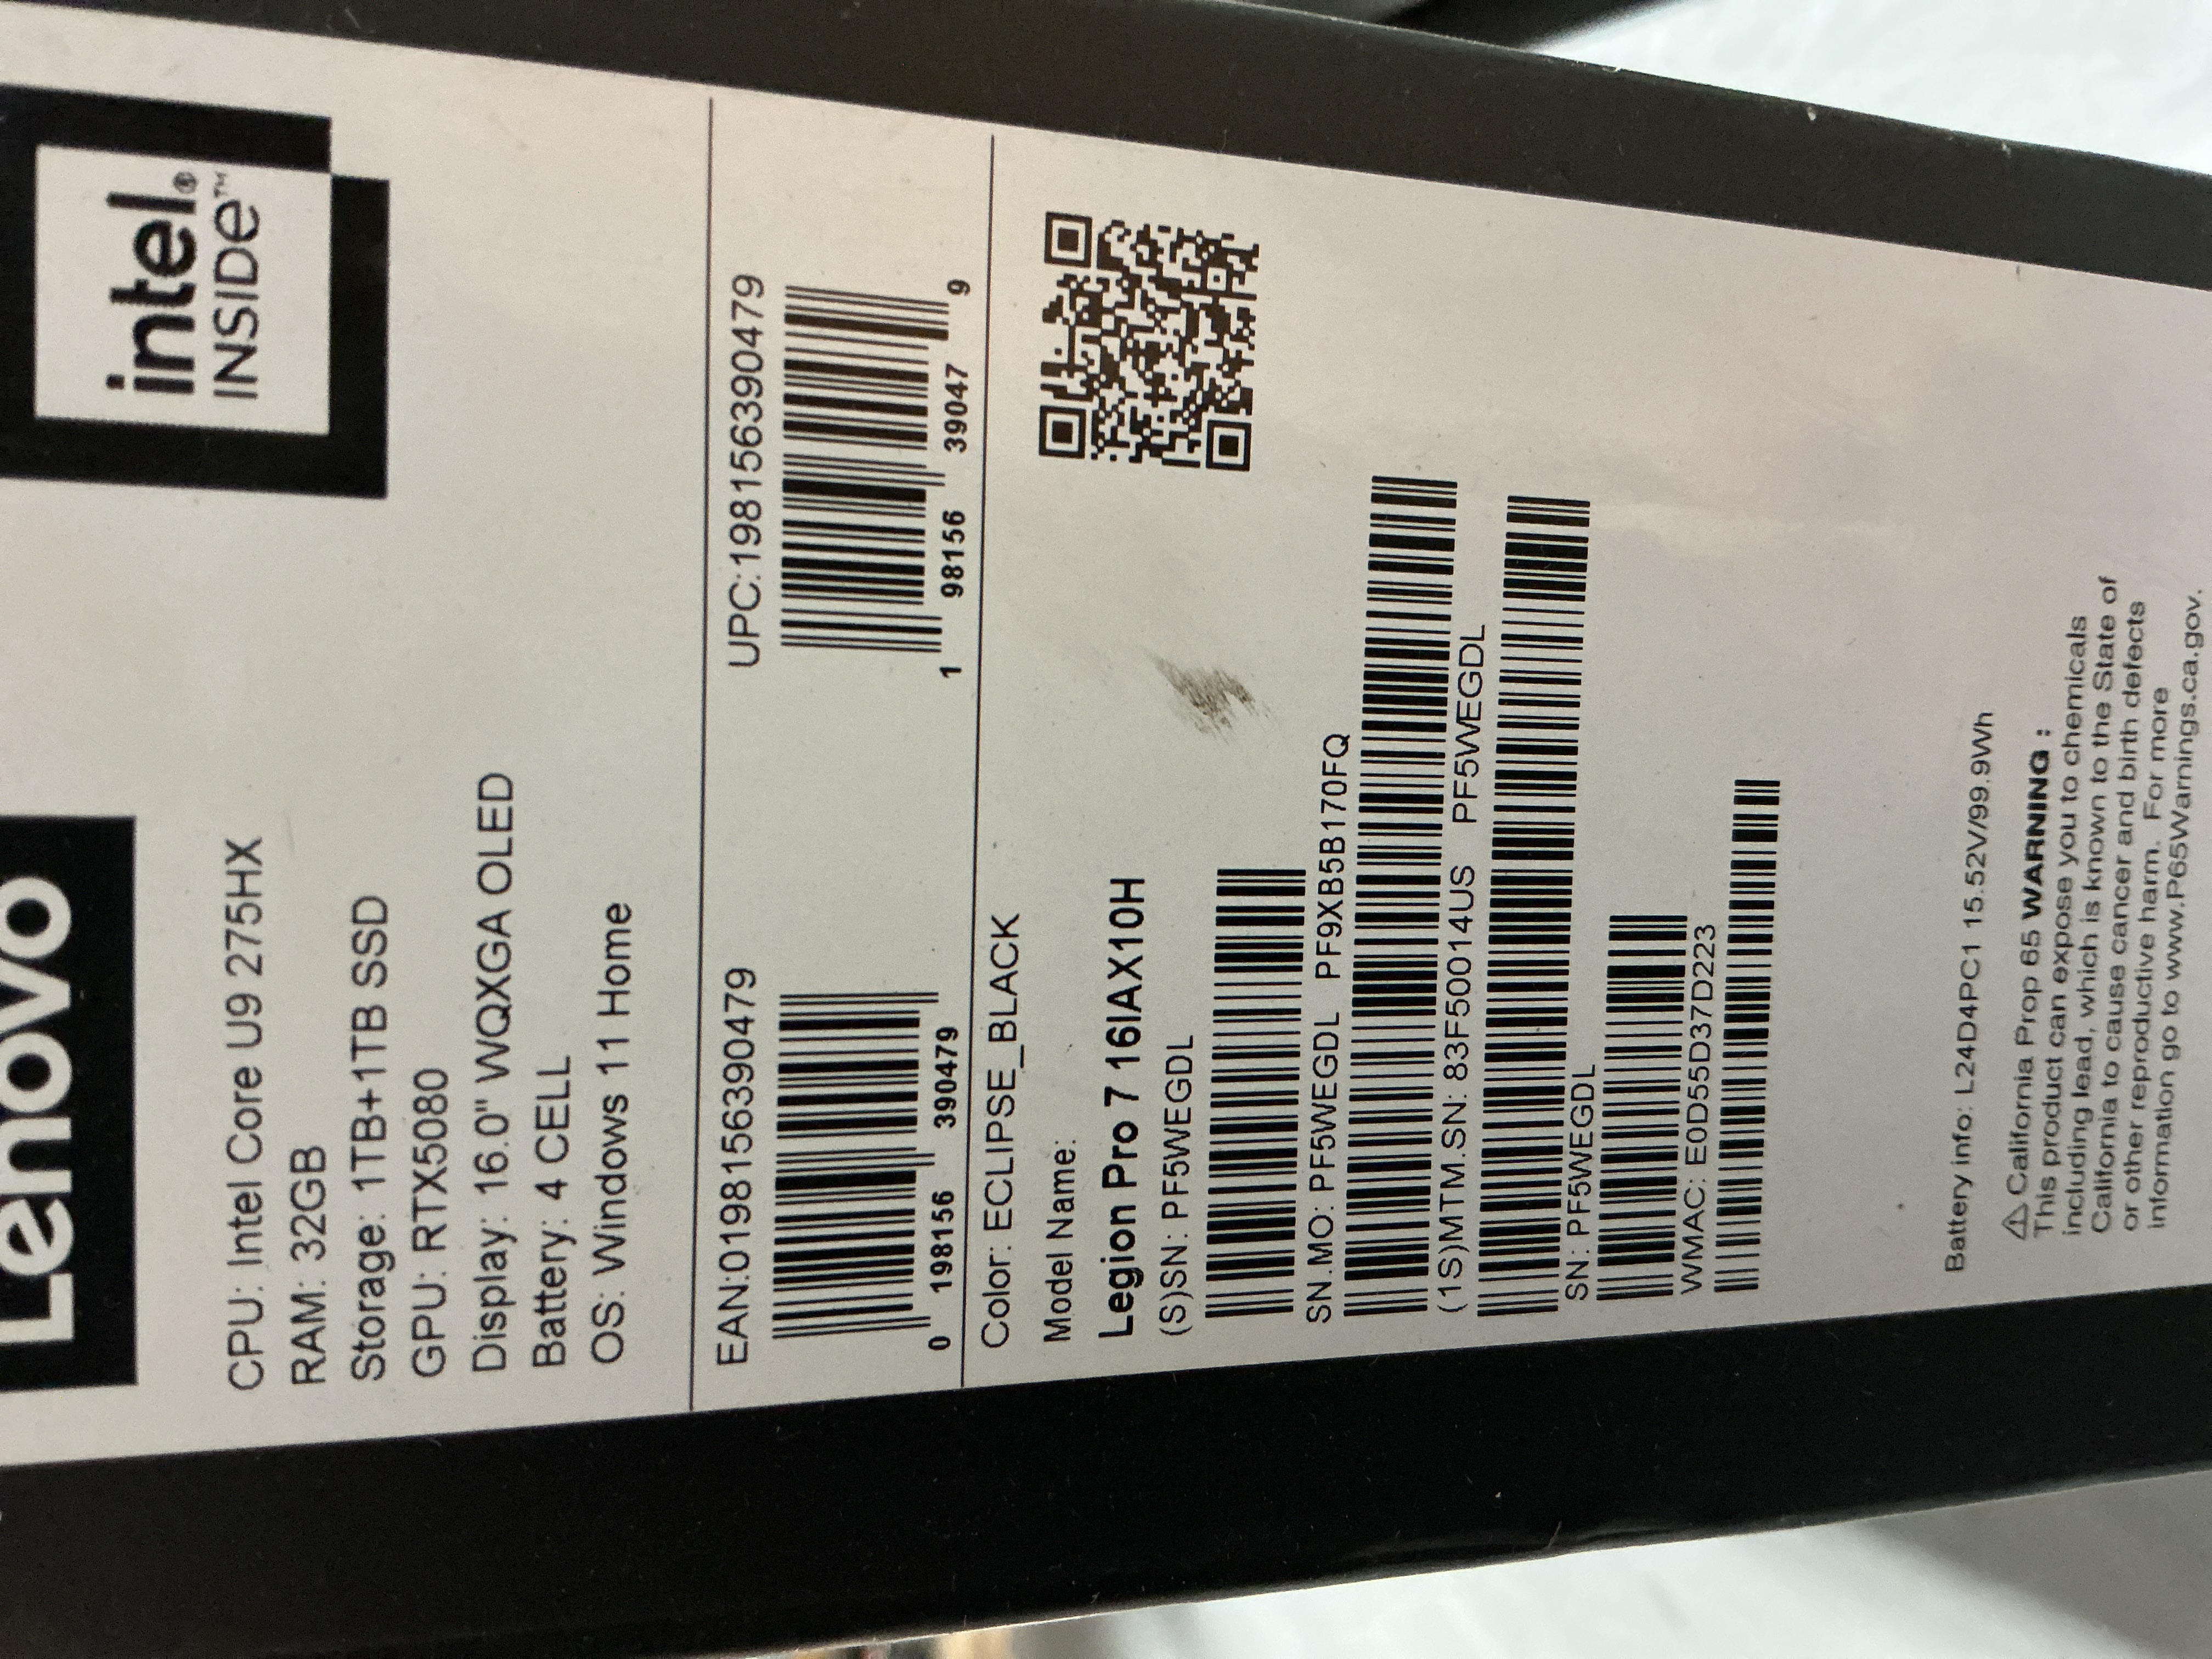 Lenovo
intel®
INSIDE™
CPU: Intel Core U9 275HX
RAM: 32GB
Storage: 1TB+1TB SSD
GPU: RTX5080
Display: 16.0" WQXGA OLED
Battery: 4 CELL
OS: Windows 11 Home
EAN:0198156390479
0 198156 390479
UPC:198156390479
1 98156 39047 9
Color: ECLIPSE_BLACK
Model Name:
Legion Pro 7 16IAX10H
(S)SN: PF5WEGDL
SN.MO: PF5WEGDL PF9XB5B170FQ
(1S)MTM.SN: 83F50014US PF5WEGDL
SN: PF5WEGDL
WMAC: E0D55D37D223
Battery info: L24D4PC1 15.52V/99.9Wh
⚠ California Prop 65 WARNING :
This product can expose you to chemicals
including lead, which is known to the State of
California to cause cancer and birth defects
or other reproductive harm. For more
information go to www.P65Warnings.ca.gov.